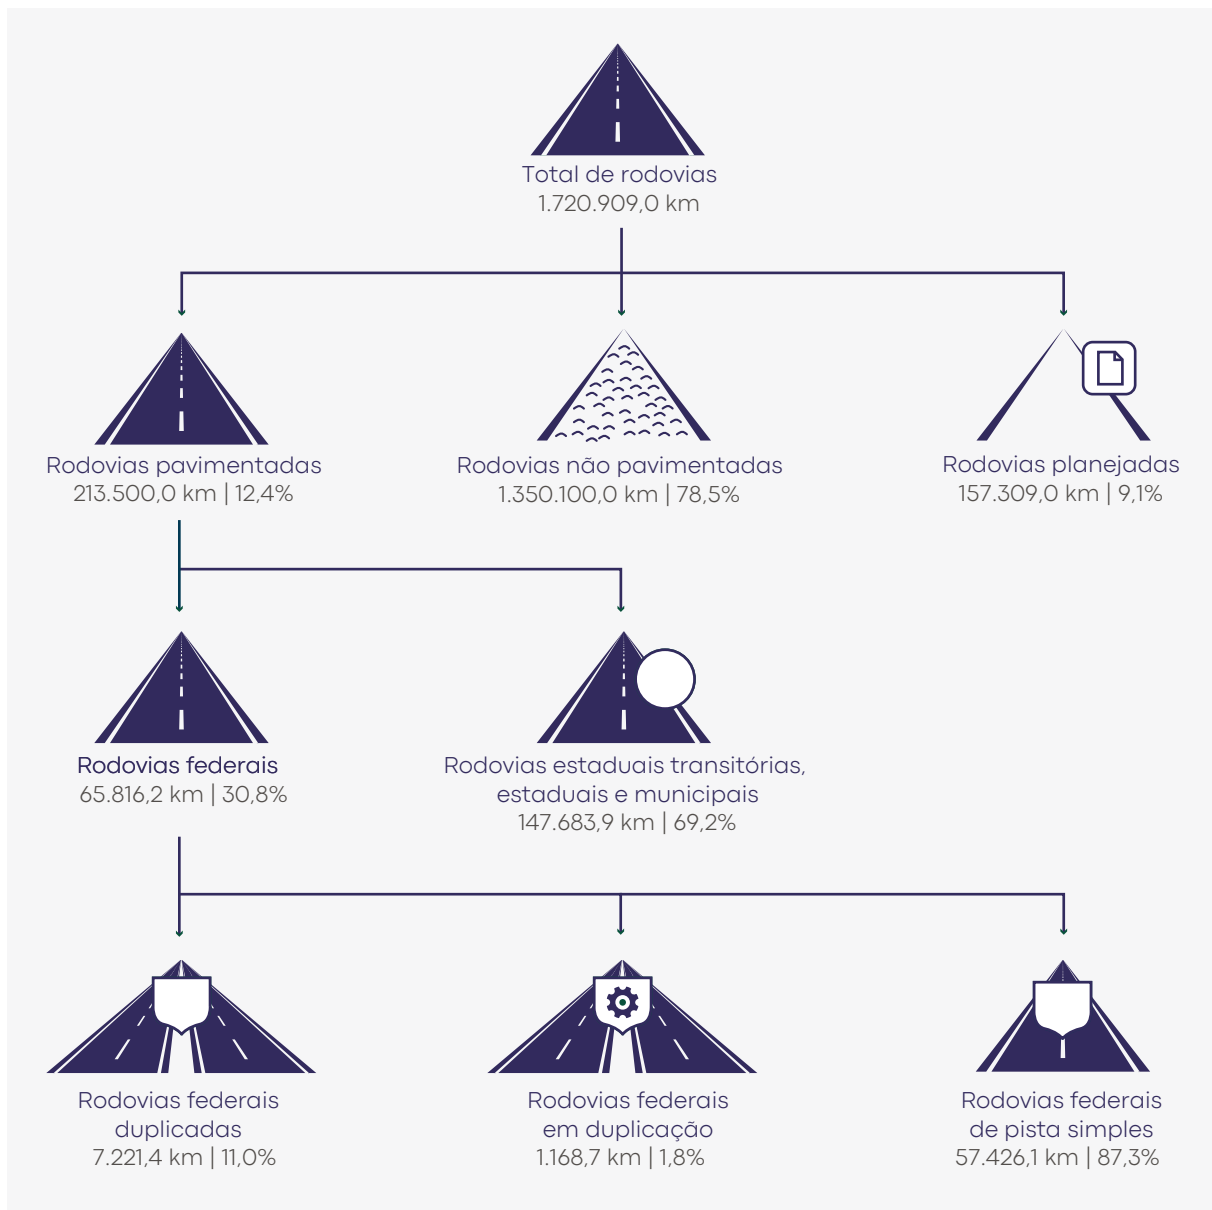 Total de rodovias
1.720.909,0 km
Rodovias pavimentadas
213.500,0 km | 12,4%
Rodovias não pavimentadas
1.350.100,0 km | 78,5%
Rodovias planejadas
157.309,0 km | 9,1%
Rodovias federais
65.816,2 km | 30,8%
Rodovias estaduais transitórias,
estaduais e municipais
147.683,9 km | 69,2%
Rodovias federais
duplicadas
7.221,4 km | 11,0%
Rodovias federais
em duplicação
1.168,7 km | 1,8%
Rodovias federais
de pista simples
57.426,1 km | 87,3%